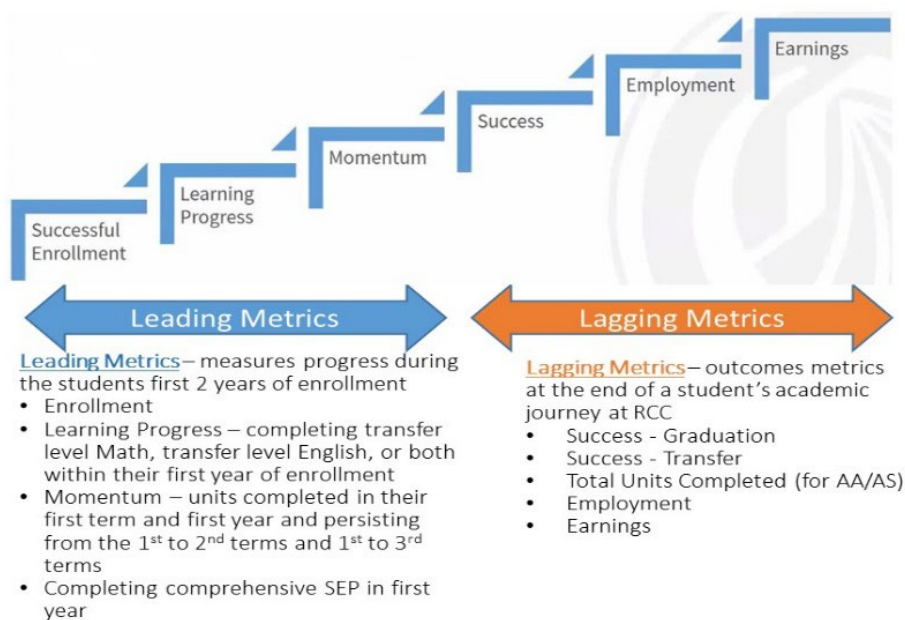 Earnings
Employment
Success
Momentum
Learning
Progress
Successful
Enrollment
Leading Metrics
Lagging Metrics
Leading Metrics – measures progress during
the students first 2 years of enrollment
• Enrollment
• Learning Progress – completing transfer
level Math, transfer level English, or both
within their first year of enrollment
• Momentum – units completed in their
first term and first year and persisting
from the 1st to 2nd terms and 1st to 3rd
terms
• Completing comprehensive SEP in first
year
Lagging Metrics – outcomes metrics
at the end of a student's academic
journey at RCC
• Success - Graduation
• Success - Transfer
• Total Units Completed (for AA/AS)
• Employment
• Earnings